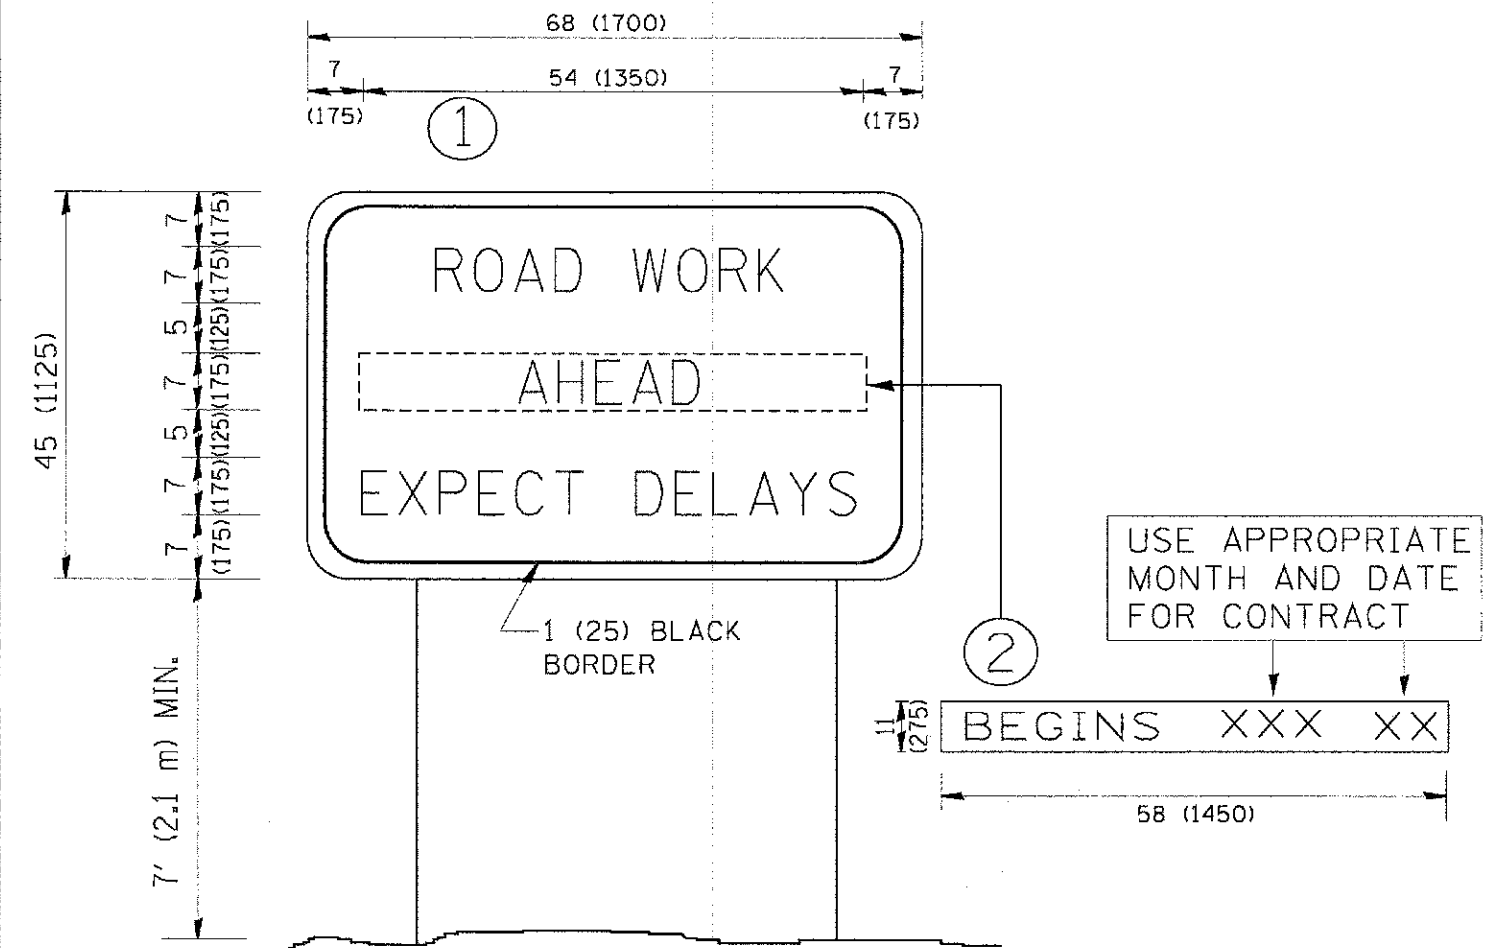 68 (1700)
7
54 (1350)
7
(175)
(175)
1
45 (1125)
7
(175)
7
(175)
5
(125)
7
(175)
5
(125)
7
(175)
7
(175)
ROAD WORK
AHEAD
EXPECT DELAYS
1 (25) BLACK
BORDER
7' (2.1 m) MIN.
2
USE APPROPRIATE
MONTH AND DATE
FOR CONTRACT
11
(275)
BEGINS XXX XX
58 (1450)